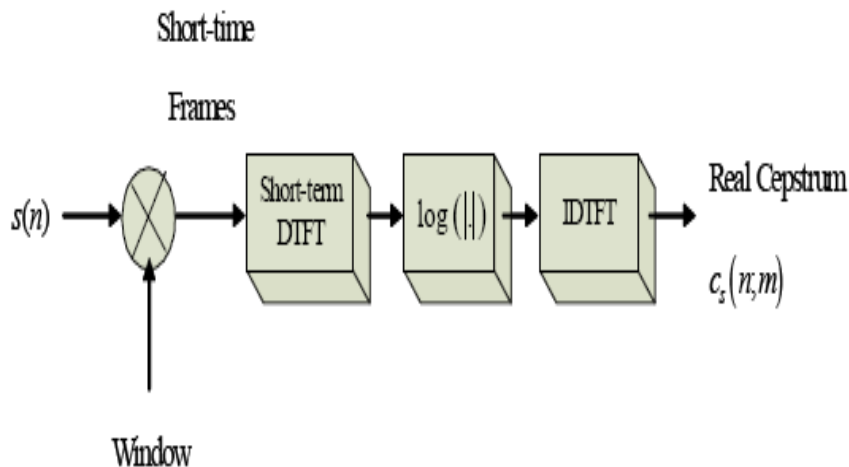 Short-time
Frames
s(n)
Short-term
DTFT
log (|.|)
IDTFT
Real Cepstrum
c_s(n;m)
Window